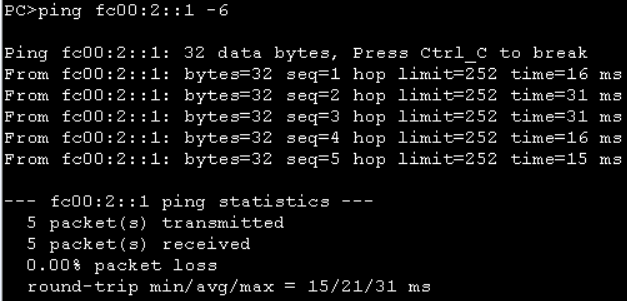 PC>ping fc00:2::1 -6
Ping fc00:2::1: 32 data bytes, Press Ctrl_C to break
From fc00:2::1: bytes=32 seq=1 hop limit=252 time=16 ms
From fc00:2::1: bytes=32 seq=2 hop limit=252 time=31 ms
From fc00:2::1: bytes=32 seq=3 hop limit=252 time=31 ms
From fc00:2::1: bytes=32 seq=4 hop limit=252 time=16 ms
From fc00:2::1: bytes=32 seq=5 hop limit=252 time=15 ms
--- fc00:2::1 ping statistics ---
5 packet(s) transmitted
5 packet(s) received
0.00% packet loss
round-trip min/avg/max = 15/21/31 ms